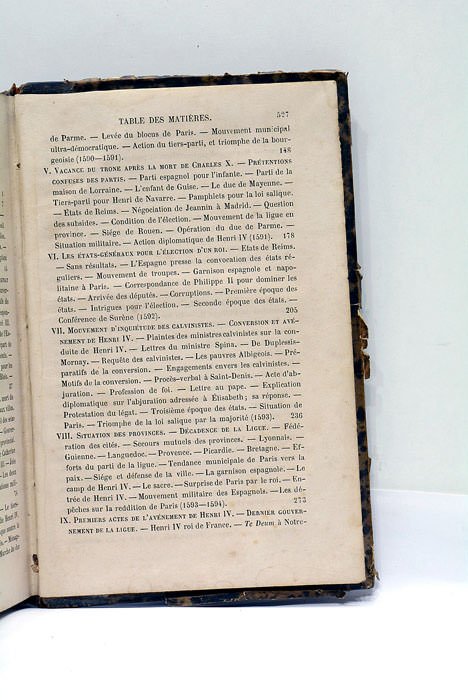 TABLE DES MATIÈRES. 527
de Parme. — Levée du blocus de Paris. — Mouvement municipal
ultra-démocratique. — Action du tiers-parti, et triomphe de la bour-
geoisie (1590—1591). 148
V. VACANCE DU TRONE APRÈS LA MORT DE CHARLES X. — PRÉTENTIONS
CONFUSES DES PARTIS. — Parti espagnol pour l'infante. — Parti de la
maison de Lorraine. — L'enfant de Guise. — Le duc de Mayenne. —
Tiers-parti pour Henri de Navarre. — Pamphlets pour la loi salique.
— États de Reims. — Négociation de Jeannin à Madrid. — Question
des subsides. — Condition de l'élection. — Mouvement de la ligue en
province. — Siége de Rouen. — Opération du duc de Parme. —
Situation militaire. — Action diplomatique de Henri IV (1591). 178
VI. LES ÉTATS-GÉNÉRAUX POUR L'ÉLECTION D'UN ROI. — Etats de Reims.
— Sans résultats. — L'Espagne presse la convocation des états ré-
guliers. — Mouvement de troupes. — Garnison espagnole et napo-
litaine à Paris. — Correspondance de Philippe II pour dominer les
états. — Arrivée des députés. — Corruptions. — Première époque des
états. — Intrigues pour l'élection. — Seconde époque des états. —
Conférence de Surène (1592). 205
VII. MOUVEMENT D'INQUIÉTUDE DES CALVINISTES. — CONVERSION ET AVÉ-
NEMENT DE HENRI IV. — Plaintes des ministres calvinistes sur la con-
duite de Henri IV. — Lettres du ministre Spina. — De Duplessis-
Mornay. — Requête des calvinistes. — Les pauvres Albigeois. — Pré-
paratifs de la conversion. — Engagements envers les calvinistes. —
Motifs de la conversion. — Procès-verbal à Saint-Denis. — Acte d'ab-
juration. — Profession de foi. — Lettre au pape. — Explication
diplomatique sur l'abjuration adressée à Élisabeth; sa réponse. —
Protestation du légat. — Troisième époque des états. — Situation de
Paris. — Triomphe de la loi salique par la majorité (1593). 236
VIII. SITUATION DES PROVINCES. — DÉCADENCE DE LA LIGUE. — Fédé-
ration des cités. — Secours mutuels des provinces. — Lyonnais. —
Guienne. — Languedoc. — Provence. — Picardie. — Bretagne. — Ef-
forts du parti de la ligue. — Tendance municipale de Paris vers la
paix. — Siége et défense de la ville. — La garnison espagnole. — Le
camp de Henri IV. — Le sacre. — Surprise de Paris par le roi. — En-
trée de Henri IV. — Mouvement militaire des Espagnols. — Les dé-
pêches sur la reddition de Paris (1593—1594). 273
IX. PREMIERS ACTES DE L'AVÉNEMENT DE HENRI IV. — DERNIER GOUVER-
NEMENT DE LA LIGUE. — Henri IV roi de France. — Te Deum à Notre-